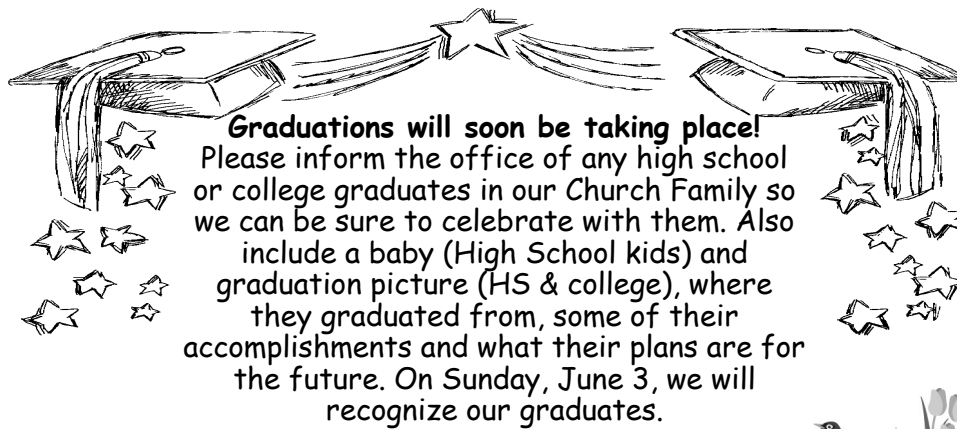 Graduations will soon be taking place!
Please inform the office of any high school
or college graduates in our Church Family so
we can be sure to celebrate with them. Also
include a baby (High School kids) and
graduation picture (HS & college), where
they graduated from, some of their
accomplishments and what their plans are for
the future. On Sunday, June 3, we will
recognize our graduates.